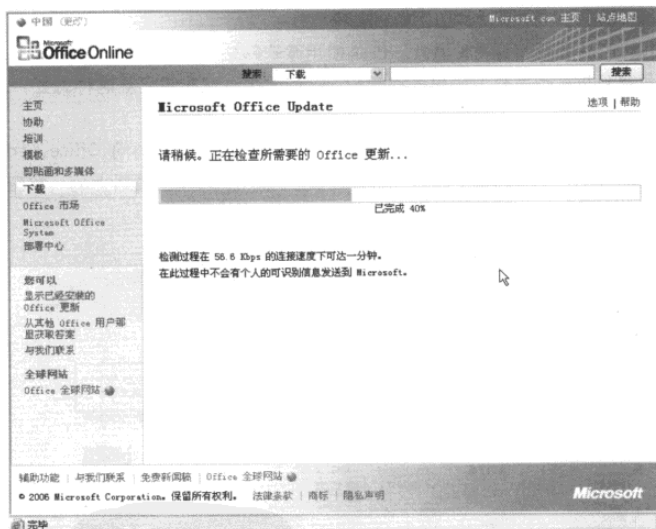 中国 (更改)
Microsoft.com 主页 | 站点地图
Microsoft Office Online
搜索 下载 搜索
主页
协助
培训
模板
剪贴画和多媒体
下载
Office 市场
Microsoft Office
System
部署中心
您可以
显示已经安装的
Office 更新
从其他 Office 用户那
里获取答案
与我们联系
全球网站
Office 全球网站
Microsoft Office Update
选项 | 帮助
请稍候。正在检查所需要的 Office 更新...
已完成 40%
检测过程在 56.6 Kbps 的连接速度下可达一分钟。
在此过程中不会有个人的可识别信息发送到 Microsoft。
辅助功能 | 与我们联系 | 免费新闻稿 | Office 全球网站
© 2006 Microsoft Corporation。保留所有权利。 法律条款 | 商标 | 隐私声明
Microsoft
完毕